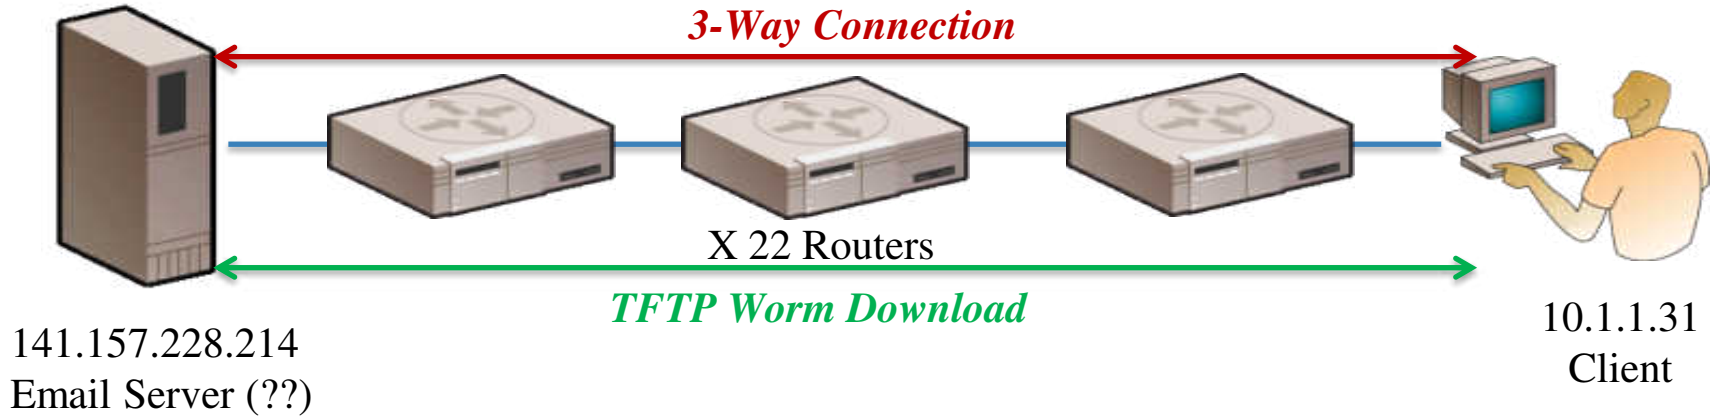 3-Way Connection
X 22 Routers
TFTP Worm Download
141.157.228.214
Email Server (??)
10.1.1.31
Client